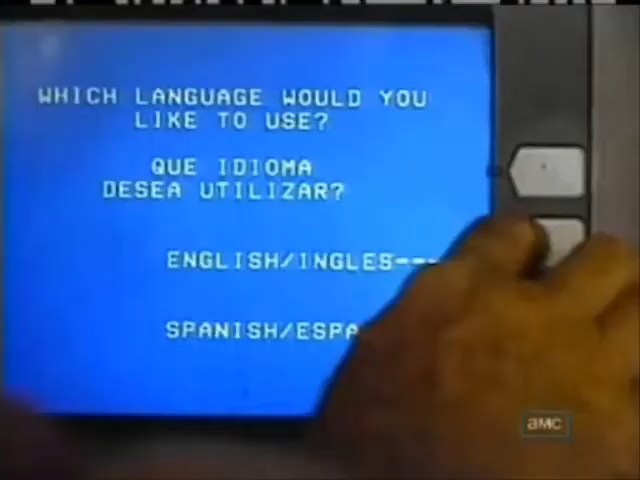 WHICH LANGUAGE WOULD YOU
LIKE TO USE?
QUE IDIOMA
DESEA UTILIZAR?
ENGLISH/INGLES---
SPANISH/ESPA
amc